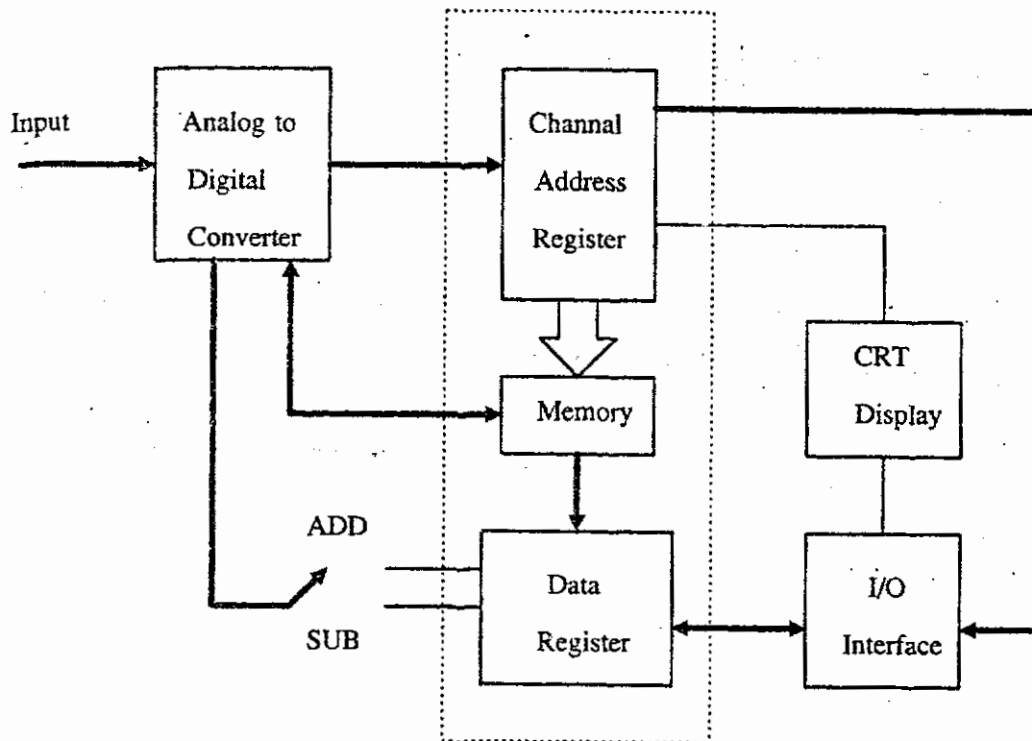 Input
Analog to
Digital
Converter
Channal
Address
Register
Memory
CRT
Display
ADD
SUB
Data
Register
I/O
Interface